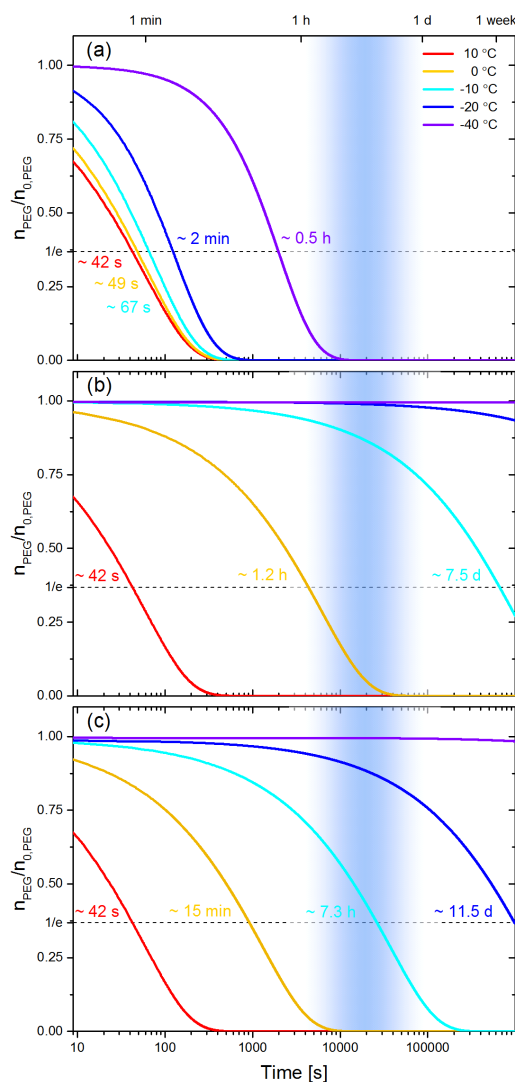 1 min 1 h 1 d 1 week
(a)
10 °C
0 °C
-10 °C
-20 °C
-40 °C
1.00
0.75
0.50
1/e
0.25
0.00
n_PEG/n_0,PEG
~ 2 min
~ 0.5 h
~ 42 s
~ 49 s
~ 67 s
(b)
1.00
0.75
0.50
1/e
0.25
0.00
n_PEG/n_0,PEG
~ 42 s
~ 1.2 h
~ 7.5 d
(c)
1.00
0.75
0.50
1/e
0.25
0.00
n_PEG/n_0,PEG
~ 42 s
~ 15 min
~ 7.3 h
~ 11.5 d
10 100 1000 10000 100000
Time [s]